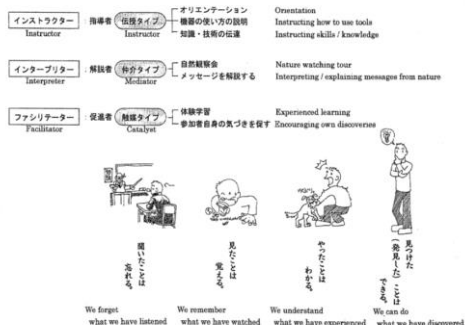 インストラクター : 指導者 伝授タイプ オリエンテーション Orientation
機器の使い方の説明 Instructing how to use tools
Instructor Instructor 知識・技術の伝達 Instructing skills / knowledge
インタープリター : 解説者 仲介タイプ 自然観察会 Nature watching tour
Interpreter Mediator メッセージを解説する Interpreting / explaining messages from nature
ファシリテーター : 促進者 触媒タイプ 体験学習 Experienced learning
Facilitator Catalyst 参加者自身の気づきを促す Encouraging own discoveries
聞いたことは
忘れる。
見たことは
覚える。
やったことは
わかる。
見つけた
(発見した)ことは
できる。
We forget
what we have listened
We remember
what we have watched
We understand
what we have experienced
We can do
what we have discovered